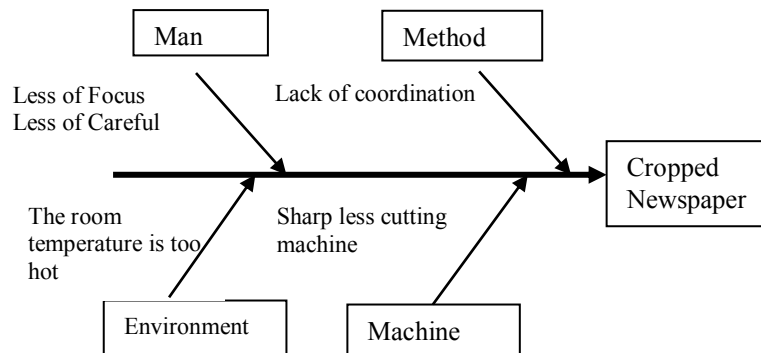 Man
Method
Less of Focus
Less of Careful
Lack of coordination
Cropped
Newspaper
The room
temperature is too
hot
Sharp less cutting
machine
Environment
Machine